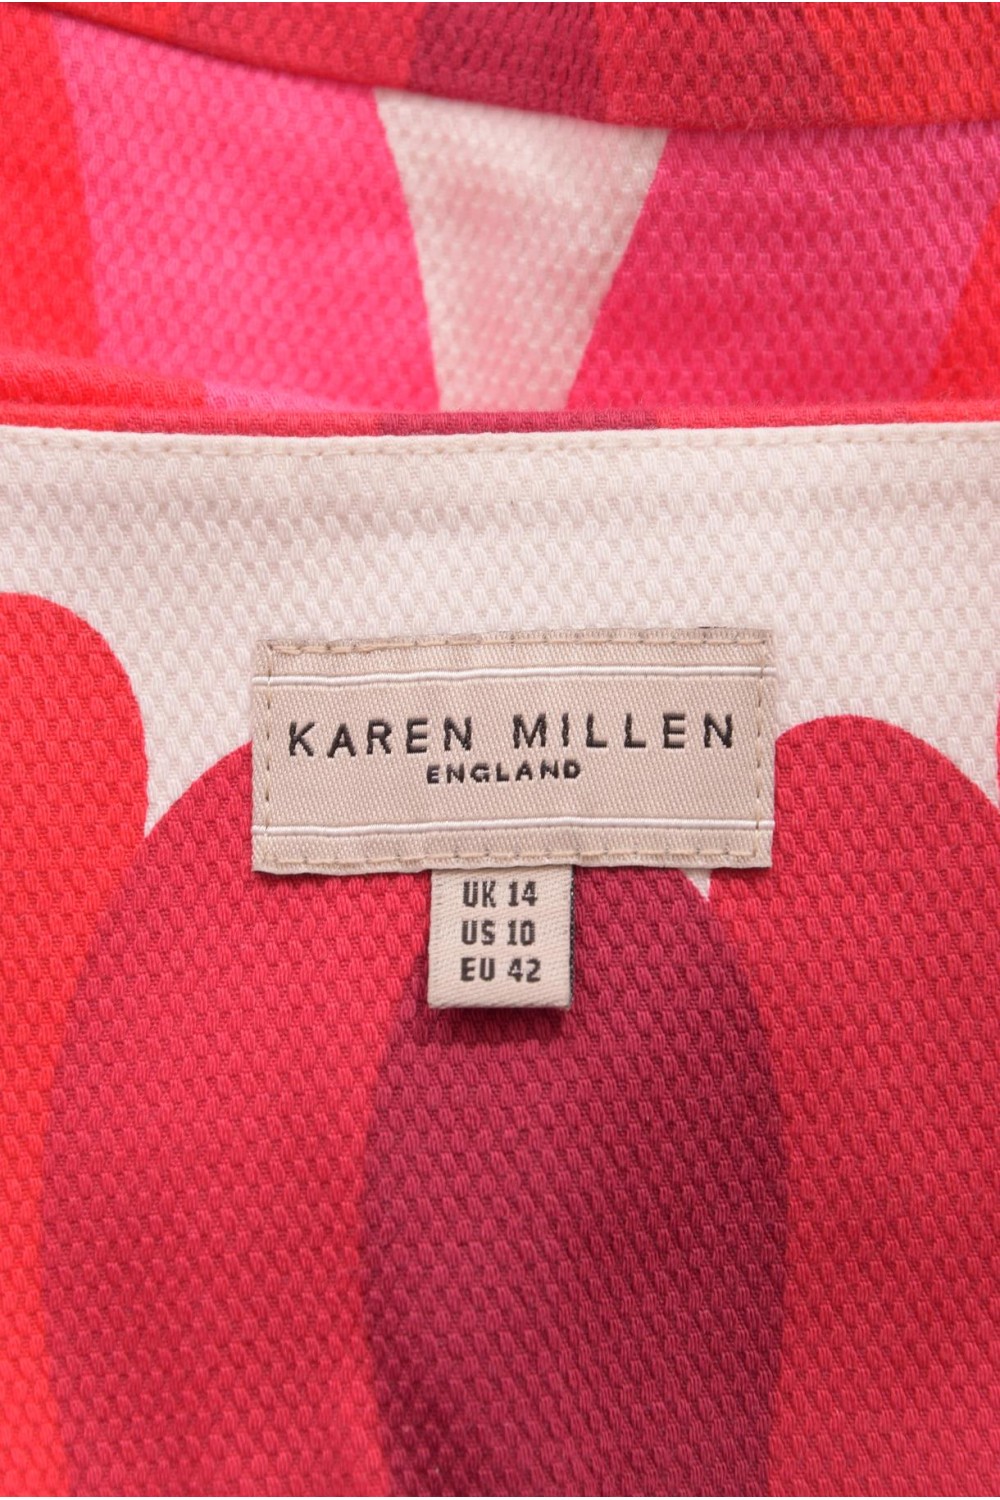 KAREN MILLEN
ENGLAND
UK 14
US 10
EU 42